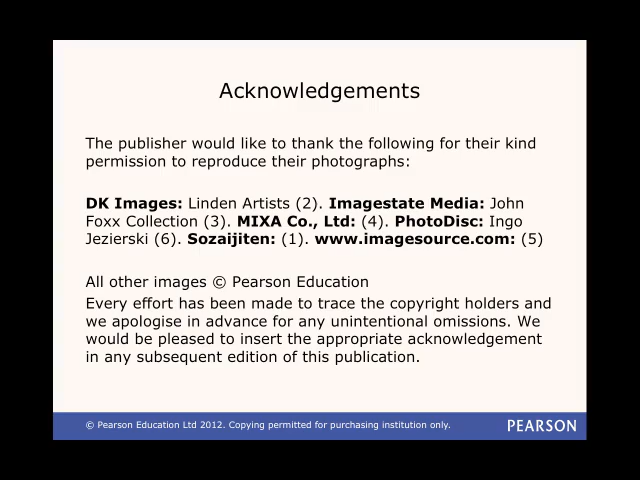 Acknowledgements
The publisher would like to thank the following for their kind
permission to reproduce their photographs:
DK Images: Linden Artists (2). Imagestate Media: John
Foxx Collection (3). MIXA Co., Ltd: (4). PhotoDisc: Ingo
Jezierski (6). Sozaijiten: (1). www.imagesource.com: (5)
All other images © Pearson Education
Every effort has been made to trace the copyright holders and
we apologise in advance for any unintentional omissions. We
would be pleased to insert the appropriate acknowledgement
in any subsequent edition of this publication.
© Pearson Education Ltd 2012. Copying permitted for purchasing institution only.
PEARSON